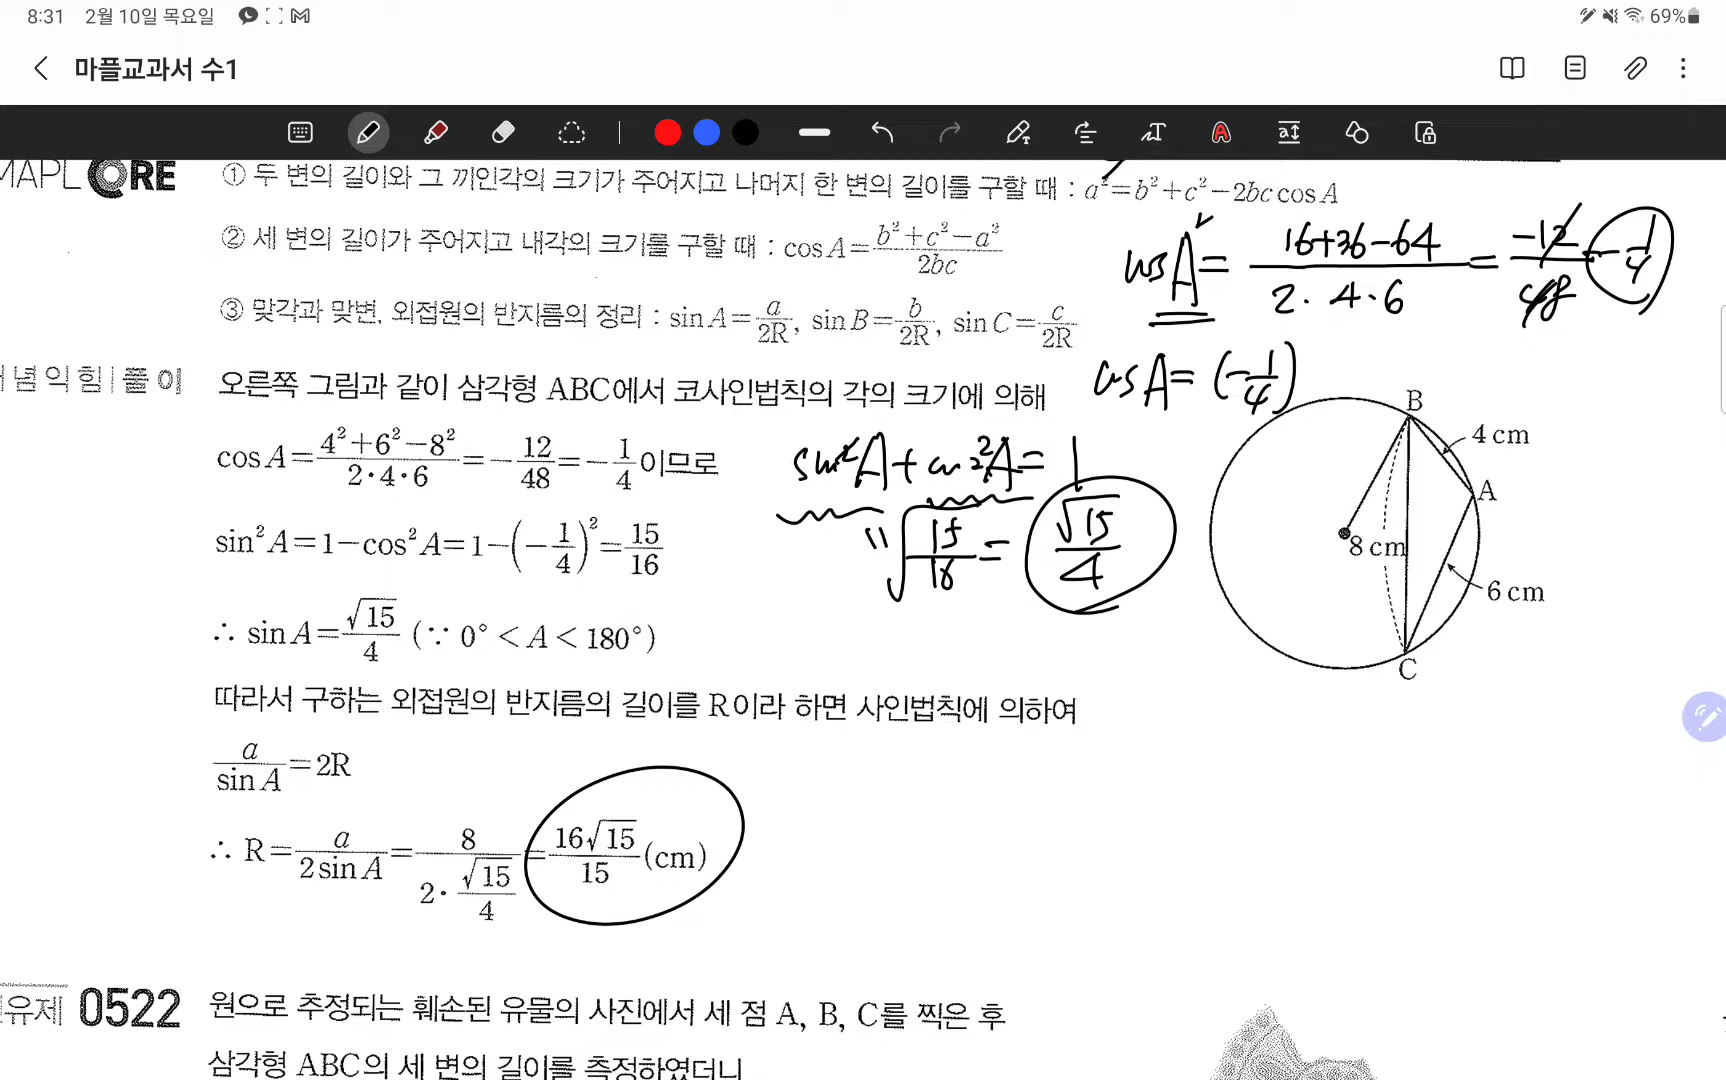 8:31 2월 10일 목요일 69%
마플교과서 수1
MAPL CORE
① 두 변의 길이와 그 끼인각의 크기가 주어지고 나머지 한 변의 길이를 구할 때 : a²=b²+c²−2bc cos A
② 세 변의 길이가 주어지고 내각의 크기를 구할 때 : cos A=(b²+c²−a²)/2bc
cos A = (16+36−64)/(2·4·6) = −12/48 = −1/4
③ 맞각과 맞변, 외접원의 반지름의 정리 : sin A=a/2R, sin B=b/2R, sin C=c/2R
념익힘|풀이 오른쪽 그림과 같이 삼각형 ABC에서 코사인법칙의 각의 크기에 의해
cos A = (−1/4)
cos A=(4²+6²−8²)/(2·4·6)=−12/48=−1/4이므로
sin²A + cos²A = 1
sin²A=1−cos²A=1−(−1/4)²=15/16
√(15/16) = √15/4
B
4 cm
A
8 cm
6 cm
C
∴ sin A=√15/4 (∵ 0°<A<180°)
따라서 구하는 외접원의 반지름의 길이를 R이라 하면 사인법칙에 의하여
a/sin A=2R
∴ R=a/2sin A=8/(2·√15/4)=16√15/15(cm)
유제 0522 원으로 추정되는 훼손된 유물의 사진에서 세 점 A, B, C를 찍은 후
삼각형 ABC의 세 변의 길이를 측정하였더니